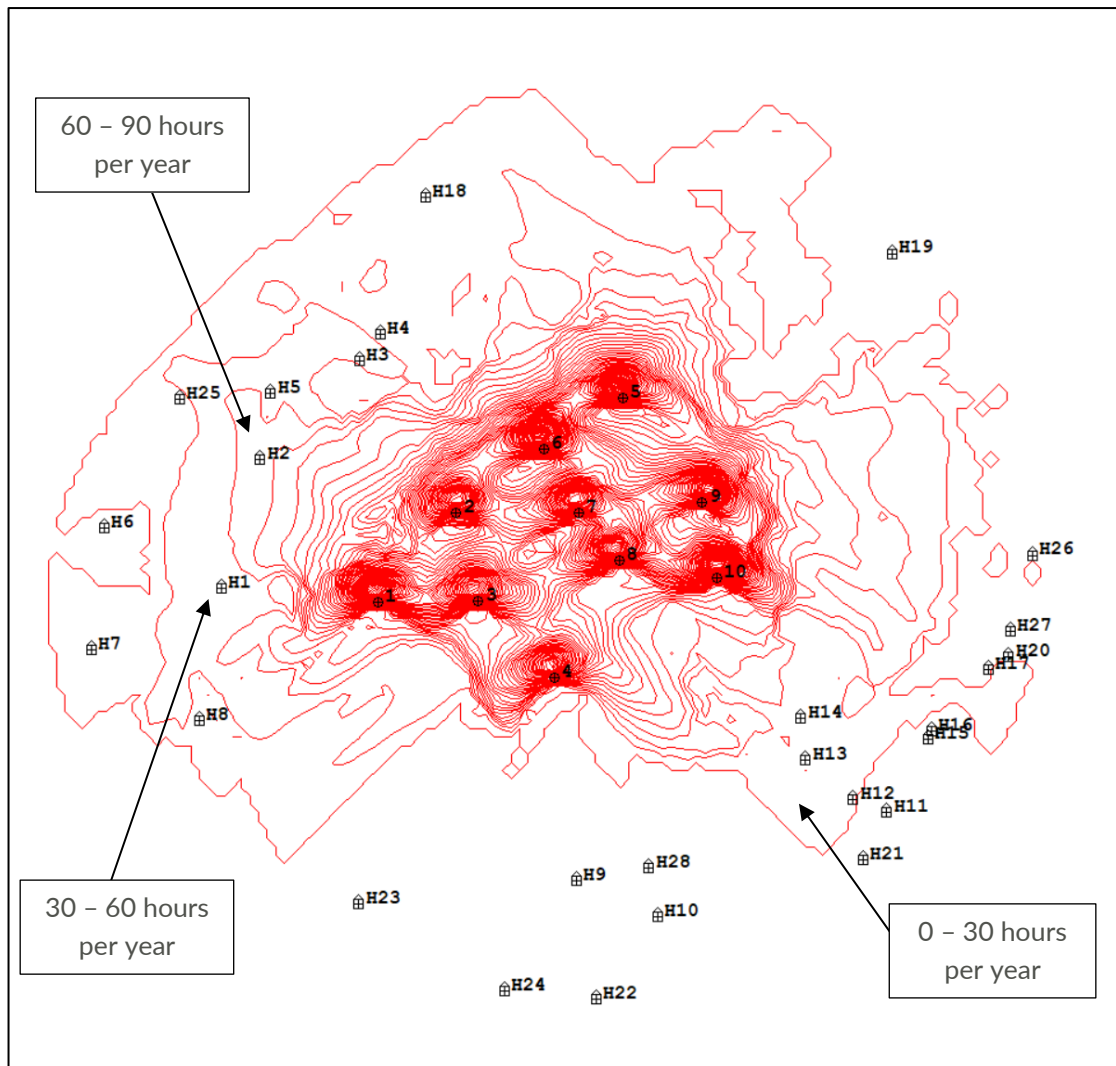 60 – 90 hours
per year
H18
H19
H4
H3
H5
H25
5
6
H2
9
2
7
H6
H26
8
10
H1
1
3
H27
H7
H20
H17
4
H14
H8
H16
H15
H13
H12
H11
H21
H28
H9
H23
30 – 60 hours
per year
H10
0 – 30 hours
per year
H24
H22